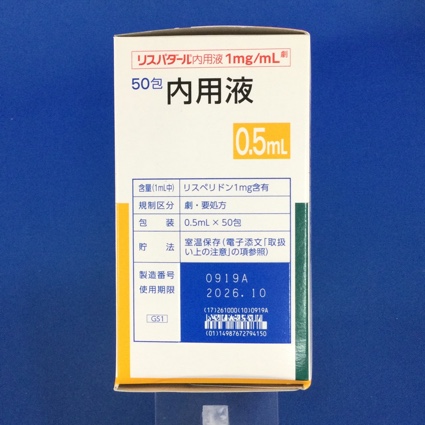 リスパダール内用液1mg/mL 劇
50包 内用液
0.5mL
含量(1mL中) リスペリドン1mg含有
規制区分 劇・要処方
包装 0.5mL×50包
貯法 室温保存(電子添文「取扱
い上の注意」の項参照)
製造番号 0919A
使用期限 2026.10
(17)261000(10)0919A
(01)14987672794150
G51